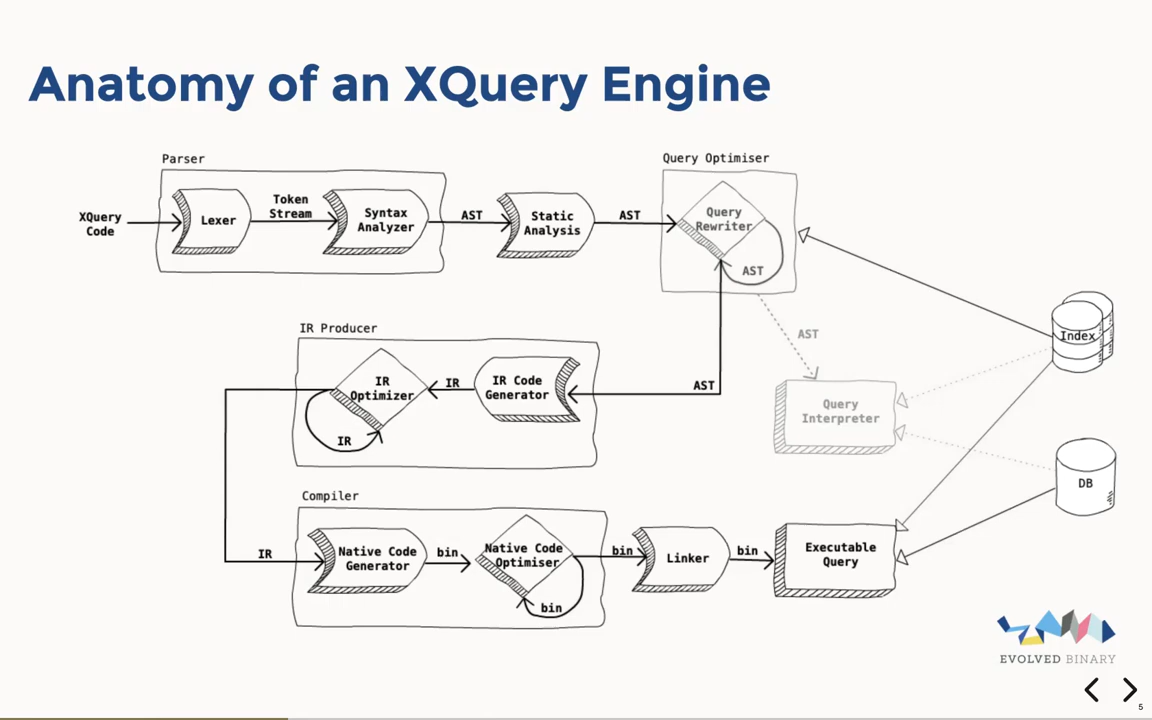 Anatomy of an XQuery Engine
Parser
Query Optimiser
XQuery
Code
Lexer
Token
Stream
Syntax
Analyzer
AST
Static
Analysis
AST
Query
Rewriter
AST
AST
Index
IR Producer
IR
Optimizer
IR
IR Code
Generator
AST
IR
Query
Interpreter
DB
Compiler
IR
Native Code
Generator
bin
Native Code
Optimiser
bin
bin
Linker
bin
Executable
Query
EVOLVED BINARY
5